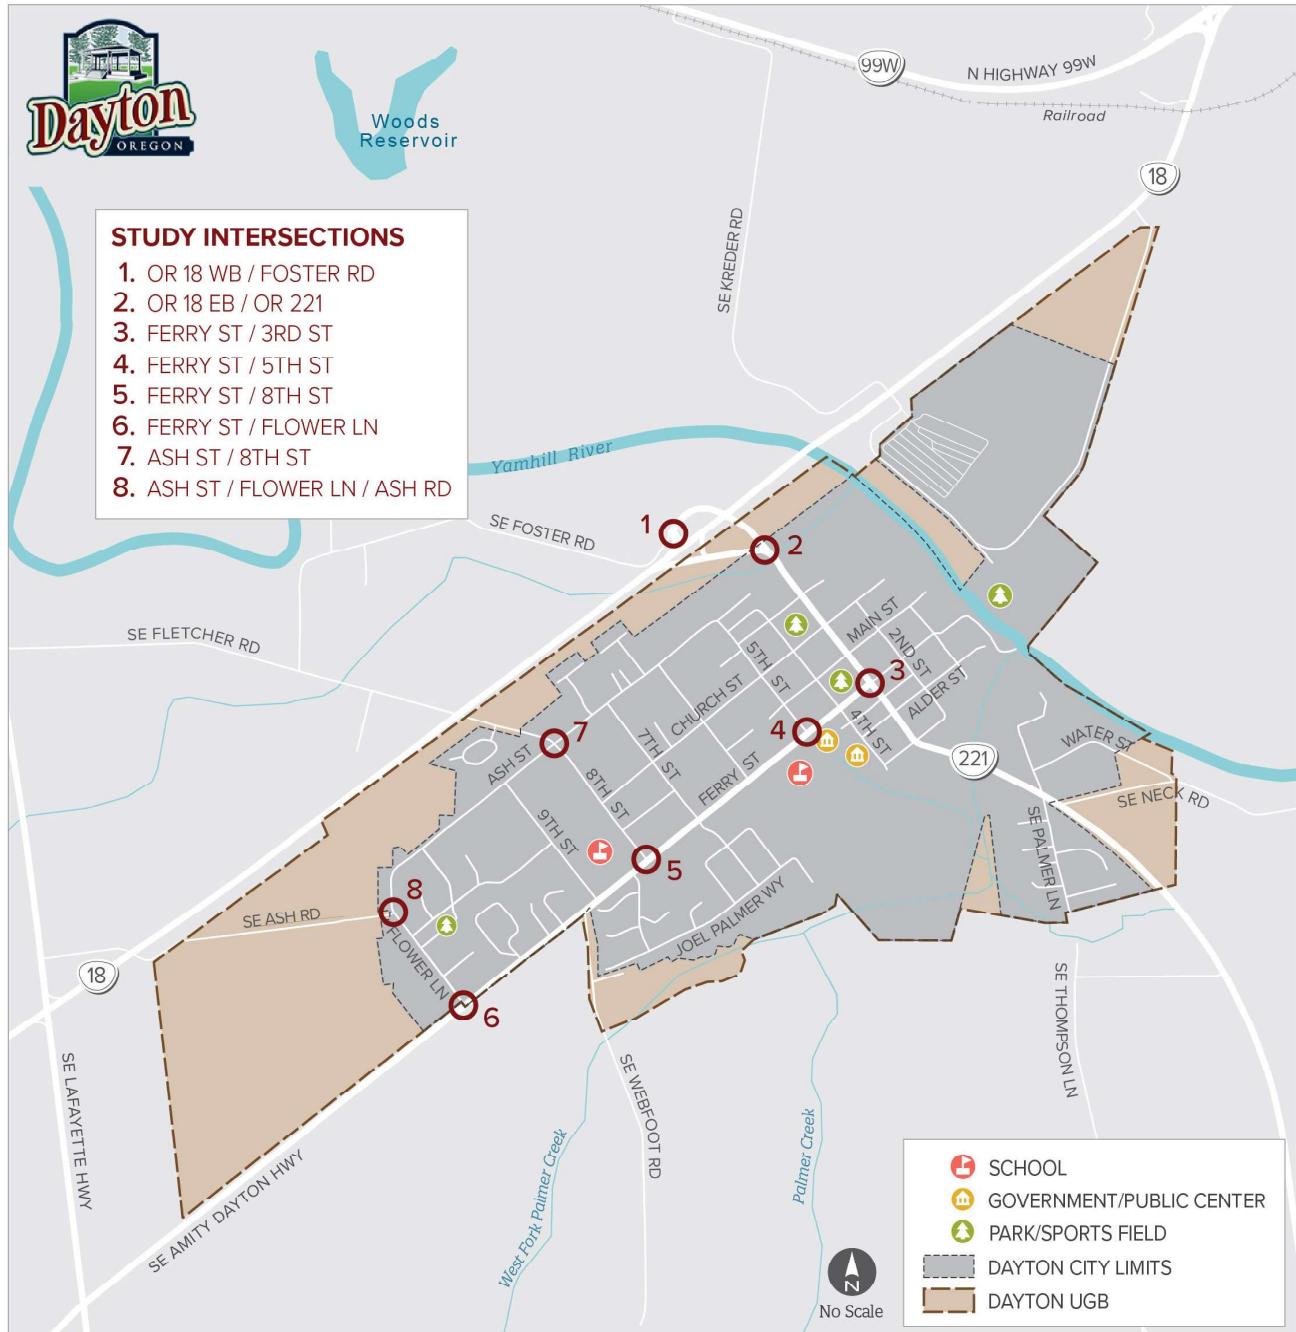 Dayton
OREGON
Woods
Reservoir
99W
N HIGHWAY 99W
Railroad
18
SE KREDER RD
STUDY INTERSECTIONS
1. OR 18 WB / FOSTER RD
2. OR 18 EB / OR 221
3. FERRY ST / 3RD ST
4. FERRY ST / 5TH ST
5. FERRY ST / 8TH ST
6. FERRY ST / FLOWER LN
7. ASH ST / 8TH ST
8. ASH ST / FLOWER LN / ASH RD
Yamhill River
SE FOSTER RD
1
2
SE FLETCHER RD
MAIN ST
2ND ST
5TH ST
3
ALDER ST
CHURCH ST
4TH ST
4
7
7TH ST
ASH ST
FERRY ST
221
WATER ST
SE NECK RD
8TH ST
9TH ST
SE PALMER LN
5
8
SE ASH RD
JOEL PALMER WY
FLOWER LN
18
6
SE THOMPSON LN
SE LAFAYETTE HWY
SE WEBFOOT RD
SE AMITY DAYTON HWY
West Fork Palmer Creek
Palmer Creek
N
No Scale
SCHOOL
GOVERNMENT/PUBLIC CENTER
PARK/SPORTS FIELD
DAYTON CITY LIMITS
DAYTON UGB